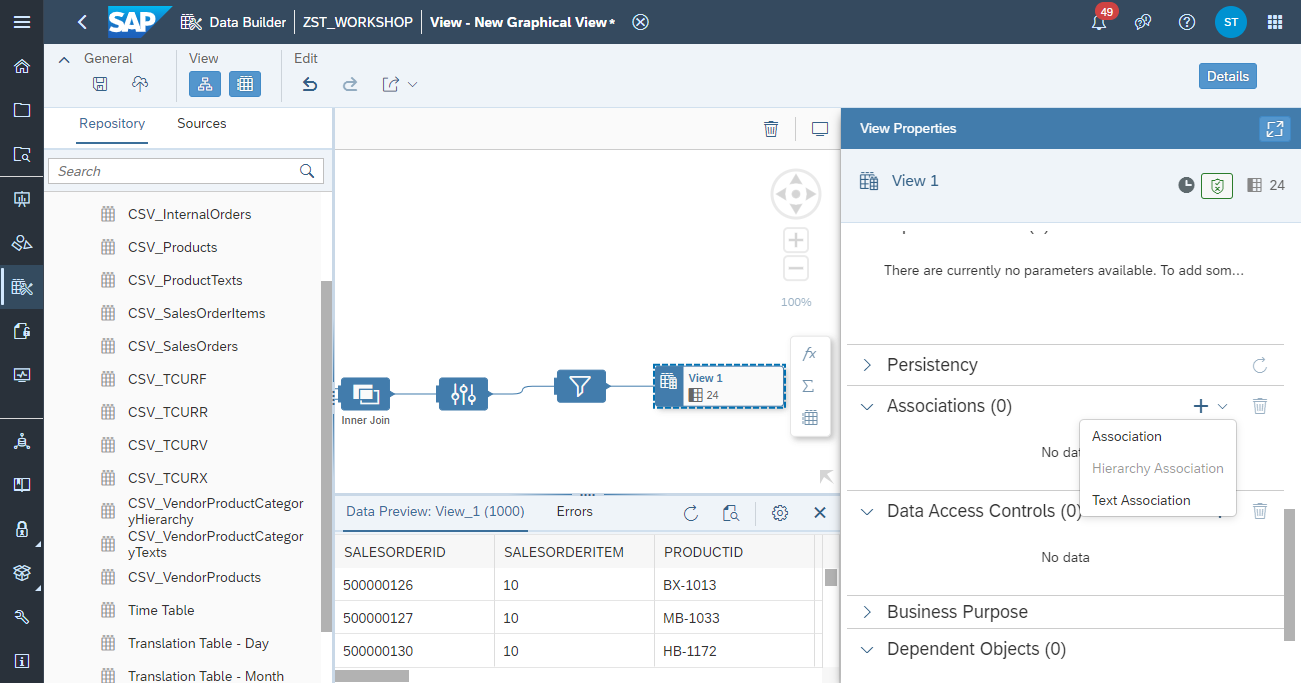 SAP
Data Builder
ZST_WORKSHOP
View - New Graphical View*
49
ST
General
View
Edit
Details
Repository
Sources
Search
CSV_InternalOrders
CSV_Products
CSV_ProductTexts
CSV_SalesOrderItems
CSV_SalesOrders
CSV_TCURF
CSV_TCURR
CSV_TCURV
CSV_TCURX
CSV_VendorProductCategor
yHierarchy
CSV_VendorProductCategor
yTexts
CSV_VendorProducts
Time Table
Translation Table - Day
Translation Table - Month
100%
Inner Join
View 1
24
fx
Σ
Data Preview: View_1 (1000)
Errors
SALESORDERID SALESORDERITEM PRODUCTID
500000126 10 BX-1013
500000127 10 MB-1033
500000130 10 HB-1172
View Properties
View 1
24
There are currently no parameters available. To add som...
Persistency
Associations (0)
No dat
Association
Hierarchy Association
Text Association
Data Access Controls (0)
No data
Business Purpose
Dependent Objects (0)